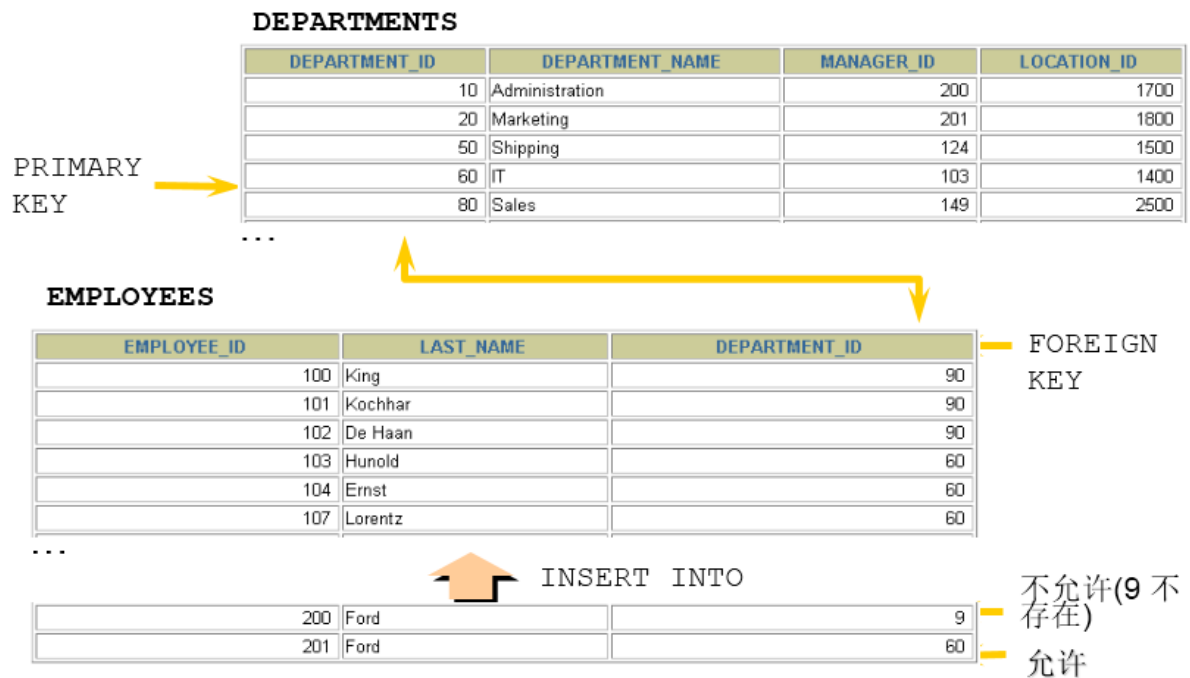 DEPARTMENTS
DEPARTMENT_ID DEPARTMENT_NAME MANAGER_ID LOCATION_ID
10 Administration 200 1700
20 Marketing 201 1800
50 Shipping 124 1500
60 IT 103 1400
80 Sales 149 2500
...
PRIMARY
KEY
EMPLOYEES
EMPLOYEE_ID LAST_NAME DEPARTMENT_ID
100 King 90
101 Kochhar 90
102 De Haan 90
103 Hunold 60
104 Ernst 60
107 Lorentz 60
...
FOREIGN
KEY
INSERT INTO
200 Ford 9
201 Ford 60
不允许(9 不
存在)
允许